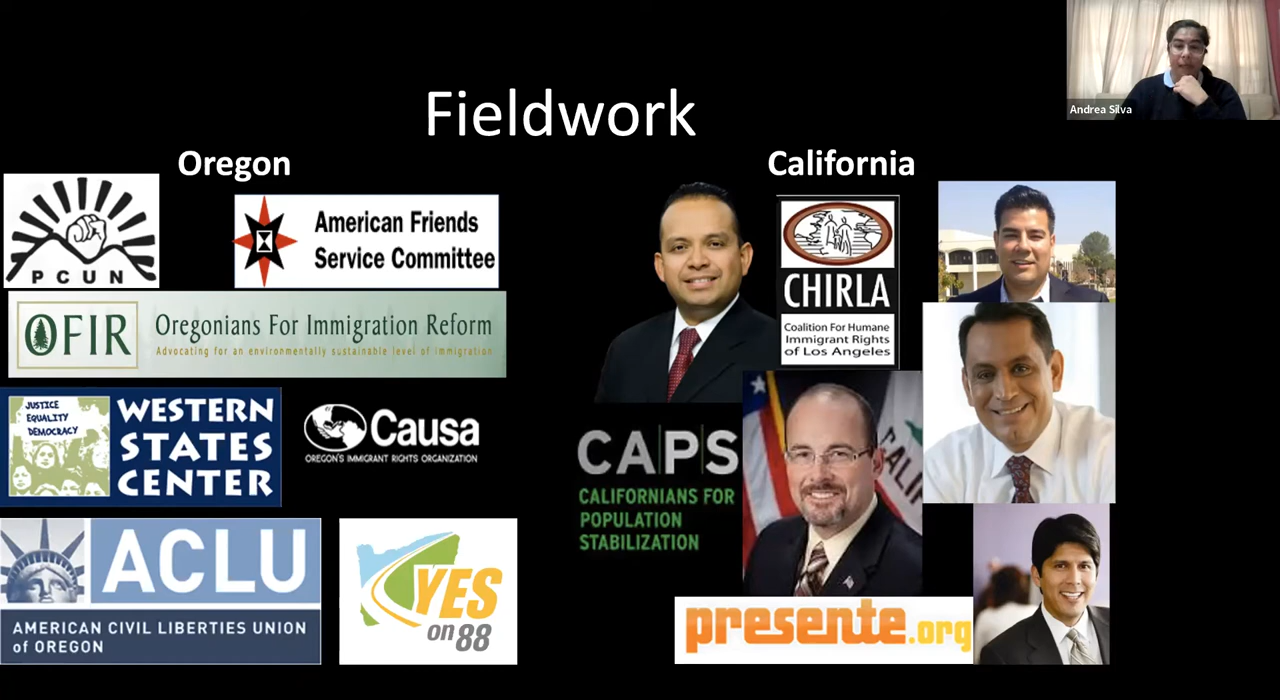 Fieldwork
Andrea Silva
Oregon
California
PCUN
American Friends
Service Committee
OFIR
Oregonians For Immigration Reform
Advocating for an environmentally sustainable level of immigration
JUSTICE
EQUALITY
DEMOCRACY
WESTERN
STATES
CENTER
Causa
OREGON'S IMMIGRANT RIGHTS ORGANIZATION
ACLU
AMERICAN CIVIL LIBERTIES UNION
of OREGON
YES
on 88
CHIRLA
Coalition For Humane
Immigrant Rights
of Los Angeles
CAPS
CALIFORNIANS FOR
POPULATION
STABILIZATION
presente.org